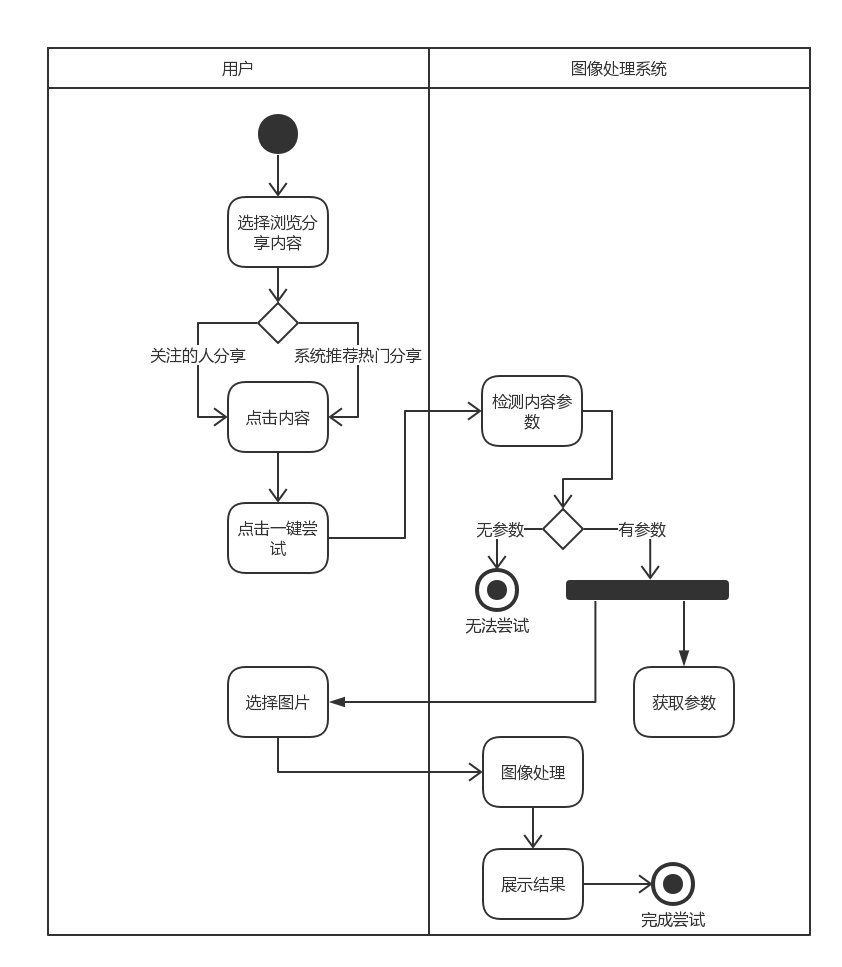 用户
图像处理系统
选择浏览分
享内容
关注的人分享
系统推荐热门分享
点击内容
检测内容参
数
点击一键尝
试
无参数
有参数
无法尝试
选择图片
获取参数
图像处理
展示结果
完成尝试